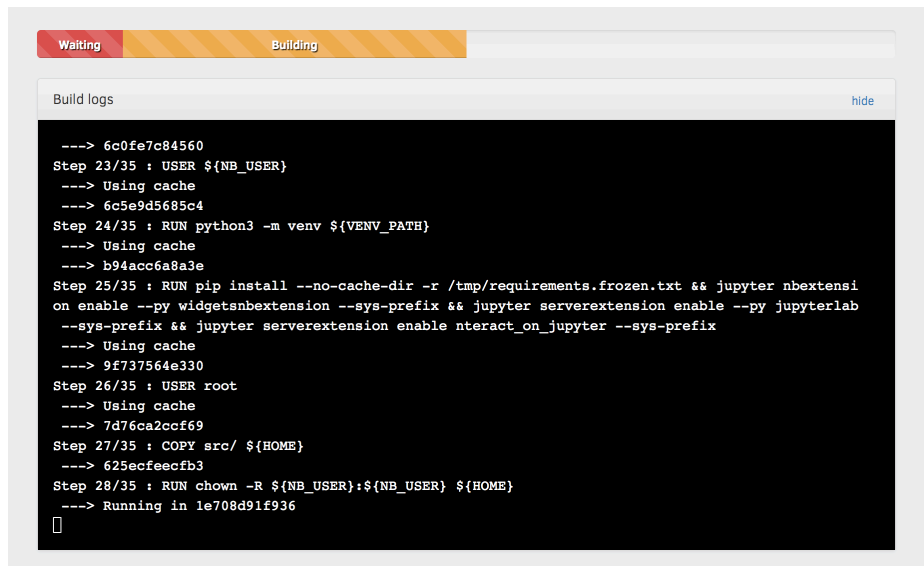 Waiting Building
Build logs hide
---> 6c0fe7c84560
Step 23/35 : USER ${NB_USER}
---> Using cache
---> 6c5e9d5685c4
Step 24/35 : RUN python3 -m venv ${VENV_PATH}
---> Using cache
---> b94acc6a8a3e
Step 25/35 : RUN pip install --no-cache-dir -r /tmp/requirements.frozen.txt && jupyter nbextensi
on enable --py widgetsnbextension --sys-prefix && jupyter serverextension enable --py jupyterlab
--sys-prefix && jupyter serverextension enable nteract_on_jupyter --sys-prefix
---> Using cache
---> 9f737564e330
Step 26/35 : USER root
---> Using cache
---> 7d76ca2ccf69
Step 27/35 : COPY src/ ${HOME}
---> 625ecfeecfb3
Step 28/35 : RUN chown -R ${NB_USER}:${NB_USER} ${HOME}
---> Running in 1e708d91f936